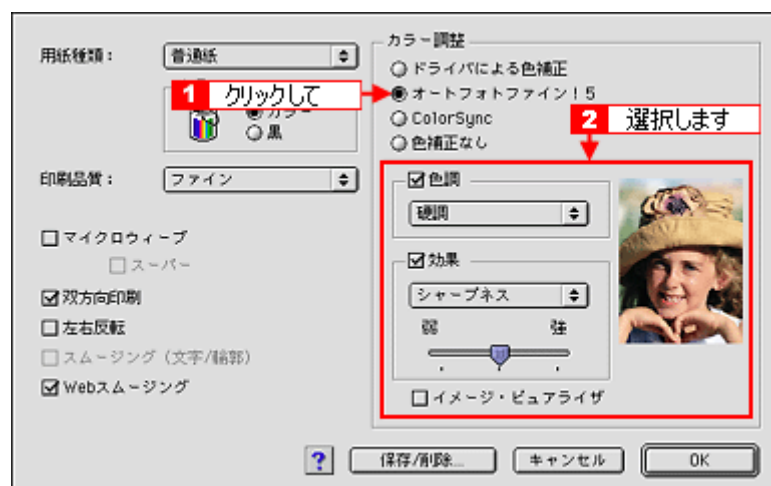 用紙種類：
普通紙
カラー
黒
印刷品質：
ファイン
マイクロウィーブ
スーパー
双方向印刷
左右反転
スムージング（文字/輪郭）
Webスムージング
カラー調整
ドライバによる色補正
1 クリックして
オートフォトファイン！5
ColorSync
2 選択します
色補正なし
色調
硬調
効果
シャープネス
弱 強
イメージ・ピュアライザ
?
保存/削除...
キャンセル
OK